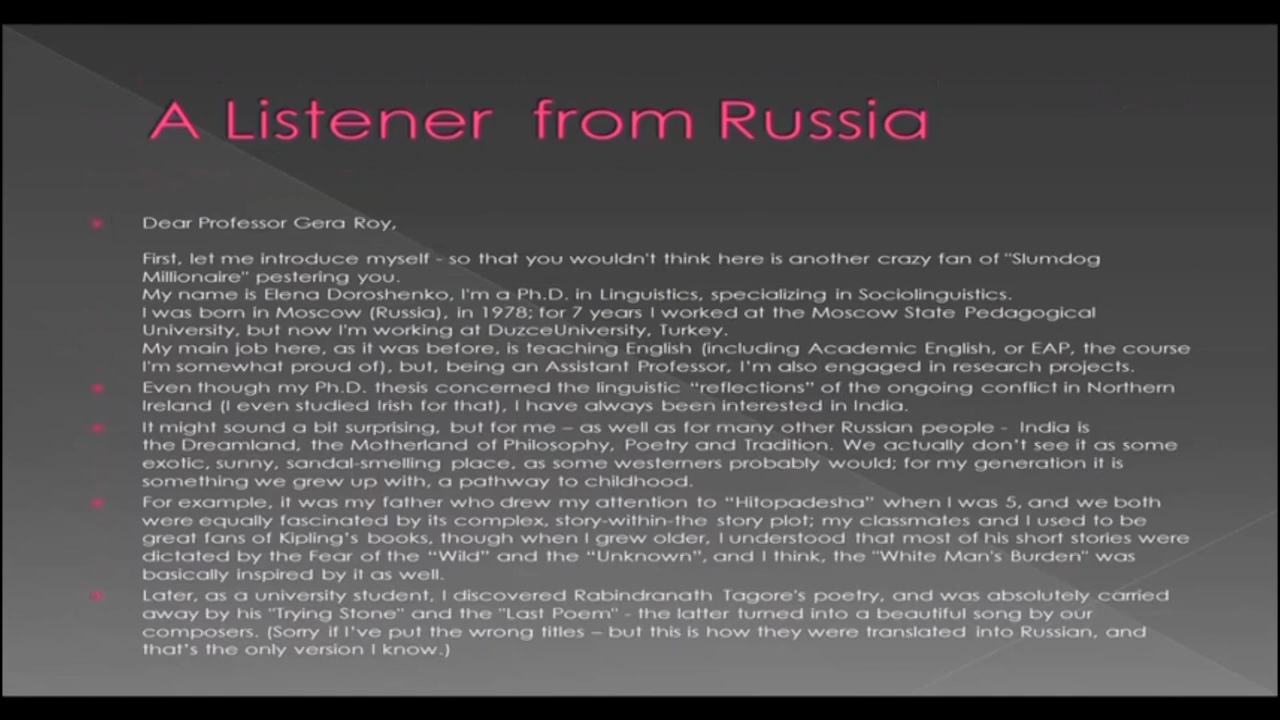 A Listener from Russia
Dear Professor Gera Roy,
First, let me introduce myself - so that you wouldn't think here is another crazy fan of "Slumdog
Millionaire" pestering you.
My name is Elena Doroshenko, I'm a Ph.D. in Linguistics, specializing in Sociolinguistics.
I was born in Moscow (Russia), in 1978; for 7 years I worked at the Moscow State Pedagogical
University, but now I'm working at DuzceUniversity, Turkey.
My main job here, as it was before, is teaching English (including Academic English, or EAP, the course
I'm somewhat proud of), but, being an Assistant Professor, I'm also engaged in research projects.
Even though my Ph.D. thesis concerned the linguistic “reflections” of the ongoing conflict in Northern
Ireland (I even studied Irish for that), I have always been interested in India.
It might sound a bit surprising, but for me – as well as for many other Russian people - India is
the Dreamland, the Motherland of Philosophy, Poetry and Tradition. We actually don’t see it as some
exotic, sunny, sandal-smelling place, as some westerners probably would; for my generation it is
something we grew up with, a pathway to childhood.
For example, it was my father who drew my attention to “Hitopadesha” when I was 5, and we both
were equally fascinated by its complex, story-within-the story plot; my classmates and I used to be
great fans of Kipling’s books, though when I grew older, I understood that most of his short stories were
dictated by the Fear of the “Wild” and the “Unknown”, and I think, the "White Man's Burden" was
basically inspired by it as well.
Later, as a university student, I discovered Rabindranath Tagore's poetry, and was absolutely carried
away by his "Trying Stone" and the "Last Poem" - the latter turned into a beautiful song by our
composers. (Sorry if I’ve put the wrong titles – but this is how they were translated into Russian, and
that’s the only version I know.)